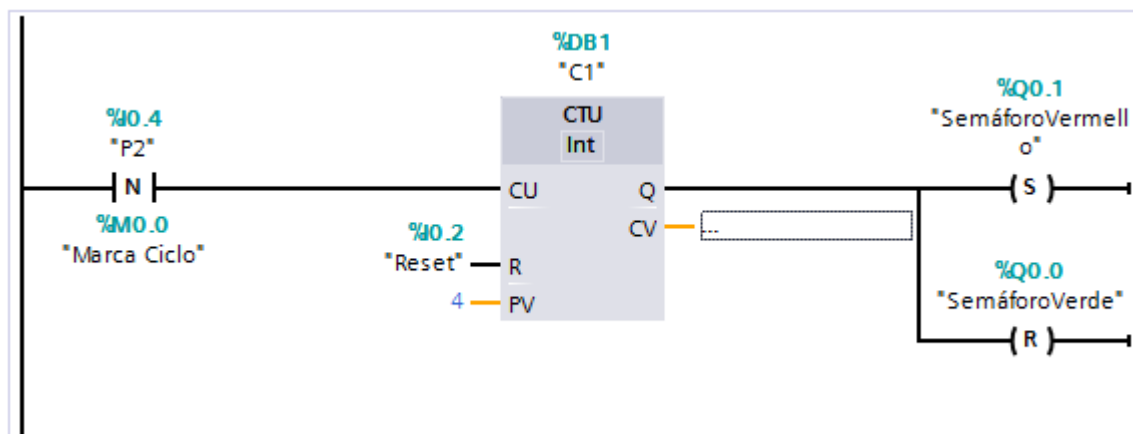 %DB1
"C1"
%I0.4
"P2"
N
%M0.0
"Marca Ciclo"
CTU
Int
CU
Q
CV
...
%I0.2
"Reset"
R
4
PV
%Q0.1
"SemáforoVermell
o"
S
%Q0.0
"SemáforoVerde"
R